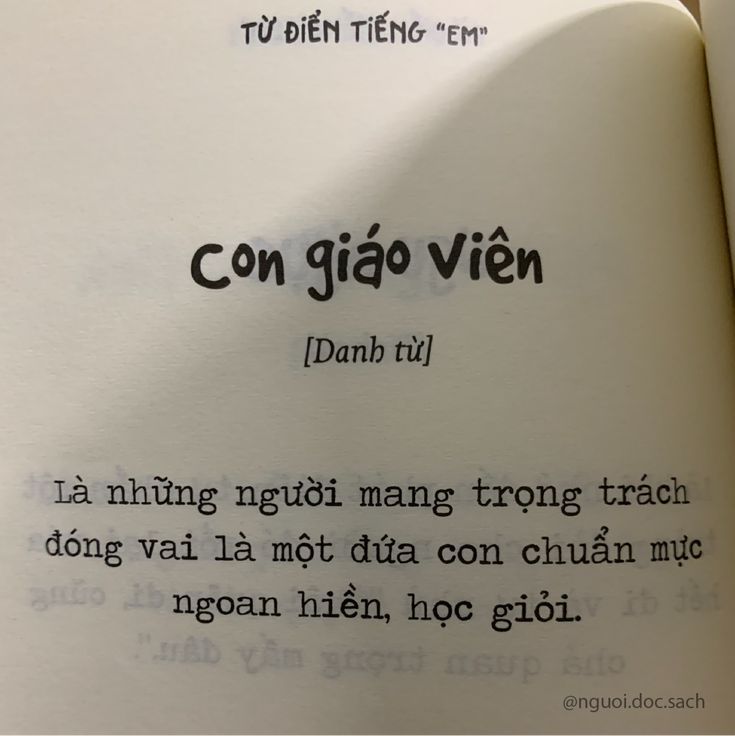 TỪ ĐIỂN TIẾNG "EM"
Con giáo viên
[Danh từ]
Là những người mang trọng trách
đóng vai là một đứa con chuẩn mực
ngoan hiền, học giỏi.
@nguoi.doc.sach